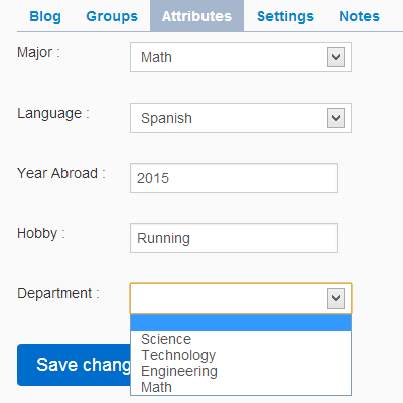 Blog Groups Attributes Settings Notes
Major : Math
Language : Spanish
Year Abroad : 2015
Hobby : Running
Department :
Science
Technology
Engineering
Math
Save chang